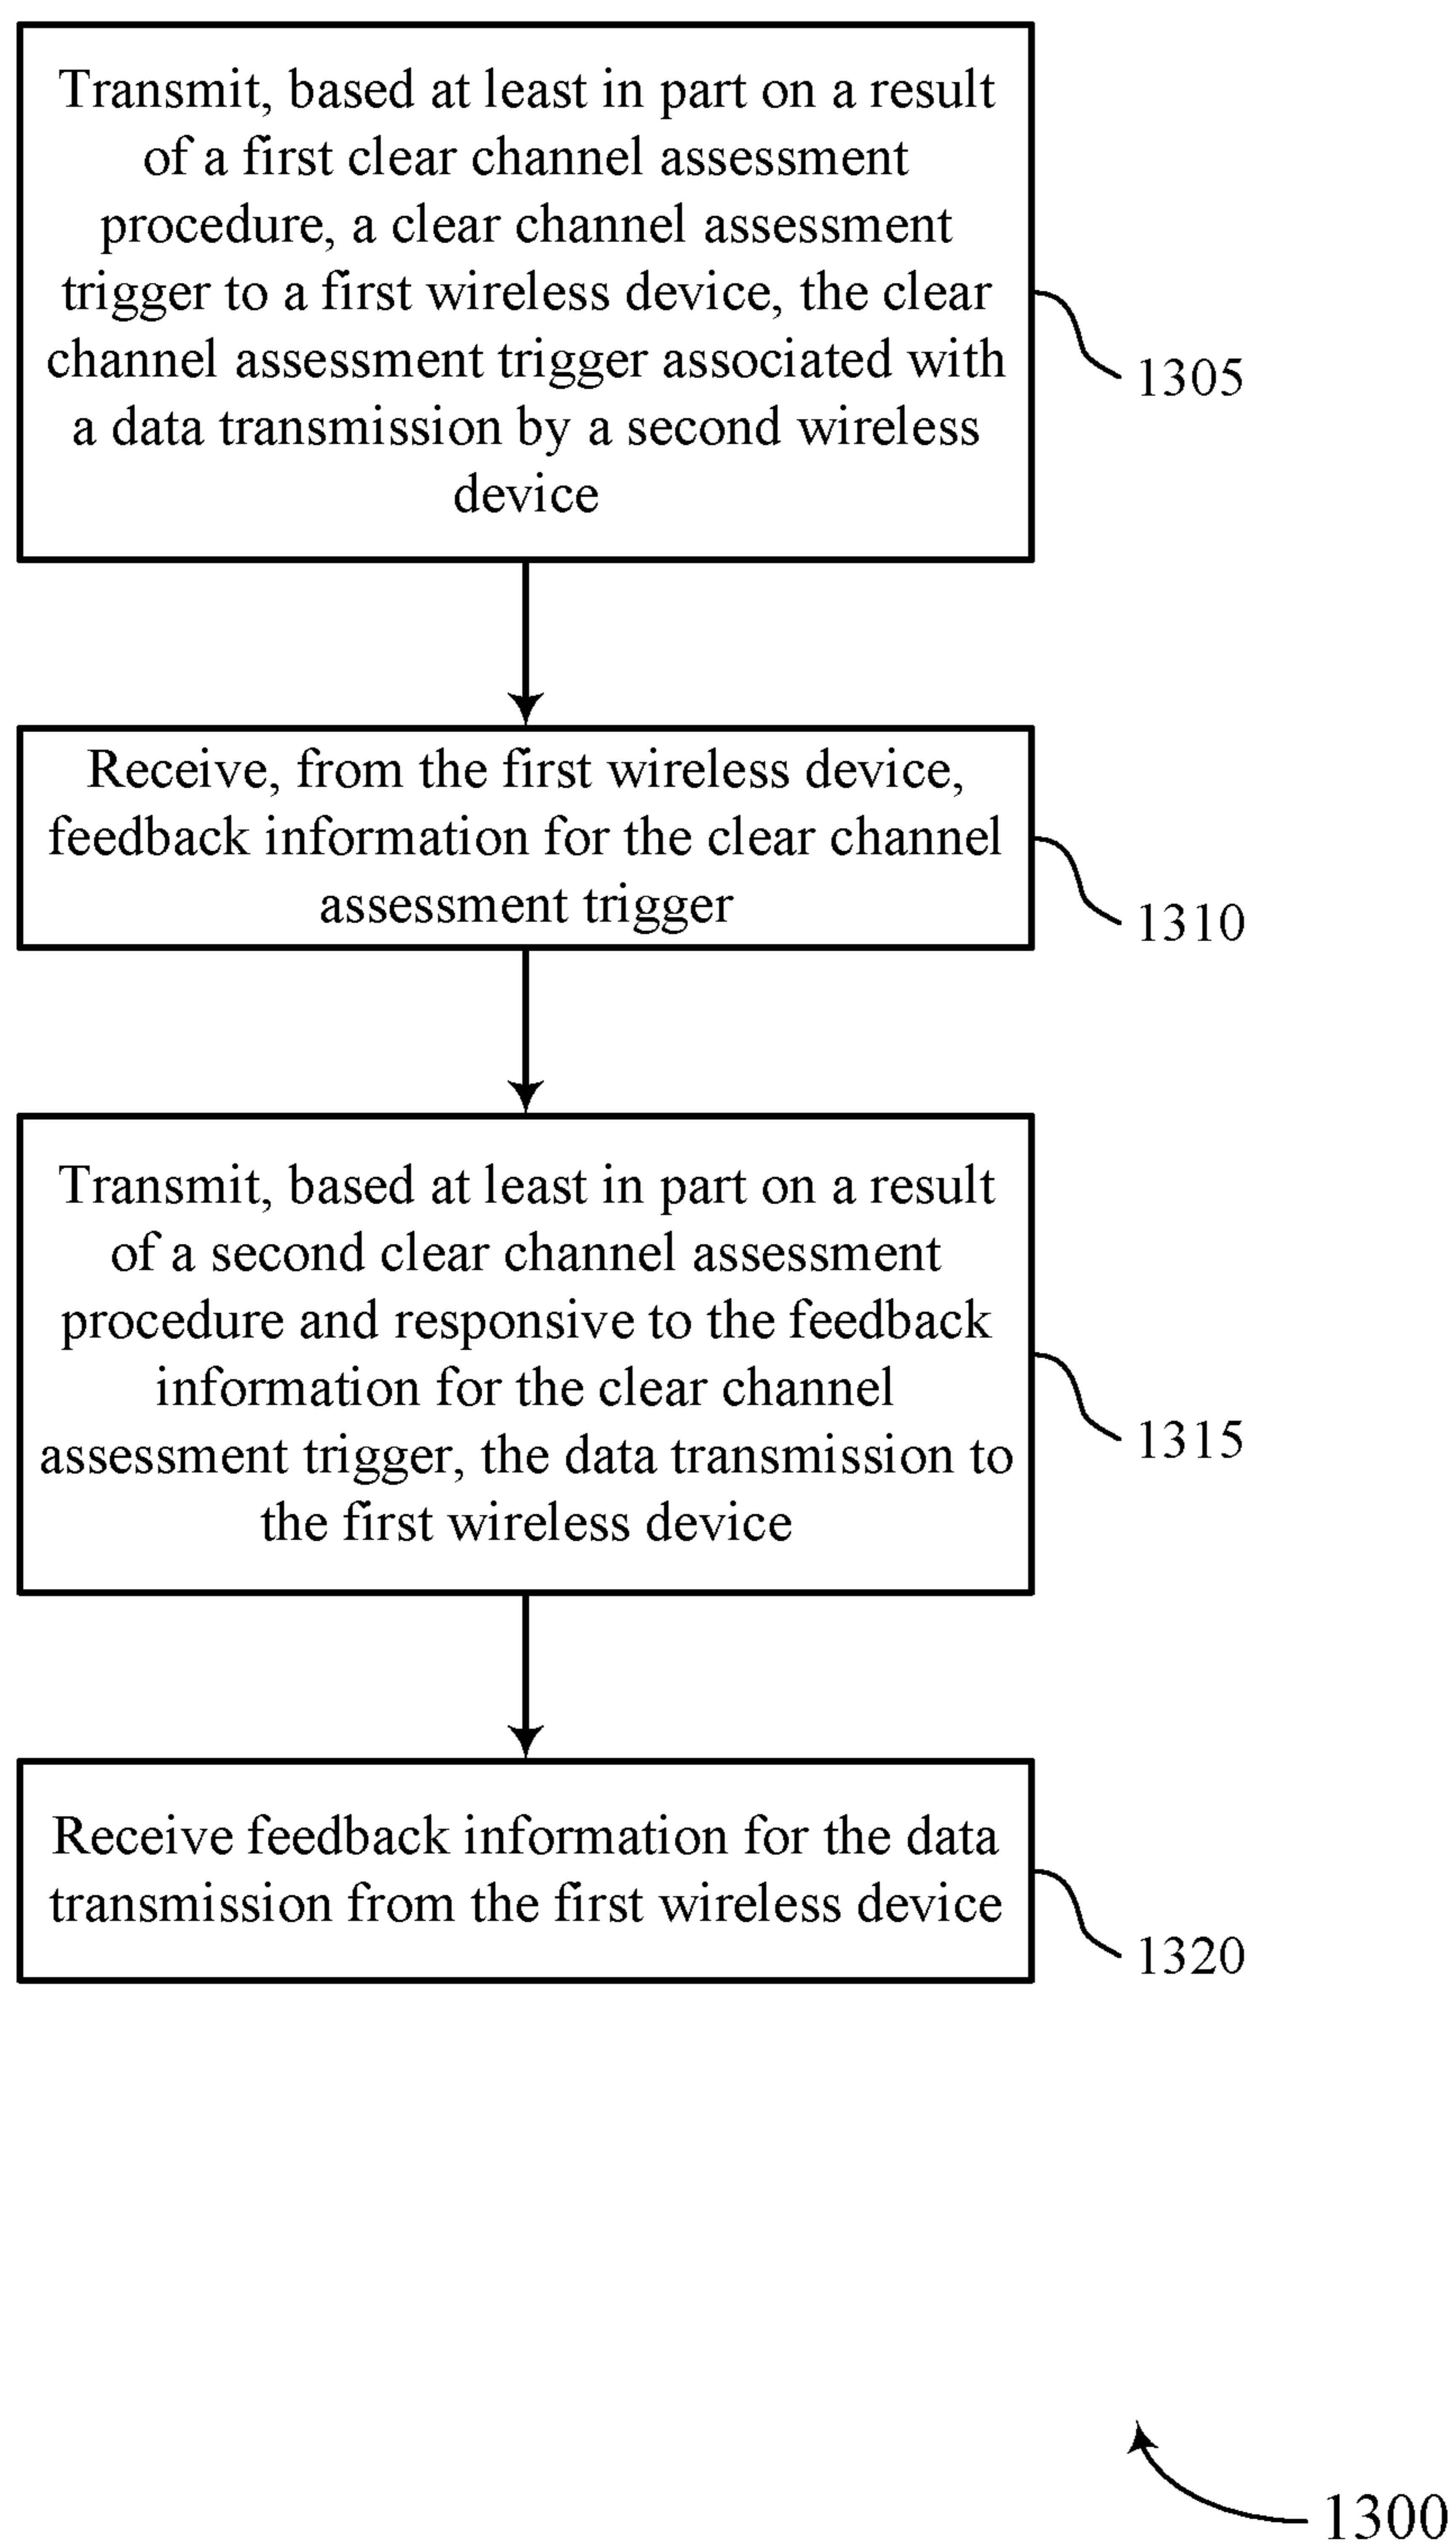 Transmit, based at least in part on a result
of a first clear channel assessment
procedure, a clear channel assessment
trigger to a first wireless device, the clear
channel assessment trigger associated with
a data transmission by a second wireless
device
1305
Receive, from the first wireless device,
feedback information for the clear channel
assessment trigger
1310
Transmit, based at least in part on a result
of a second clear channel assessment
procedure and responsive to the feedback
information for the clear channel
assessment trigger, the data transmission to
the first wireless device
1315
Receive feedback information for the data
transmission from the first wireless device
1320
1300